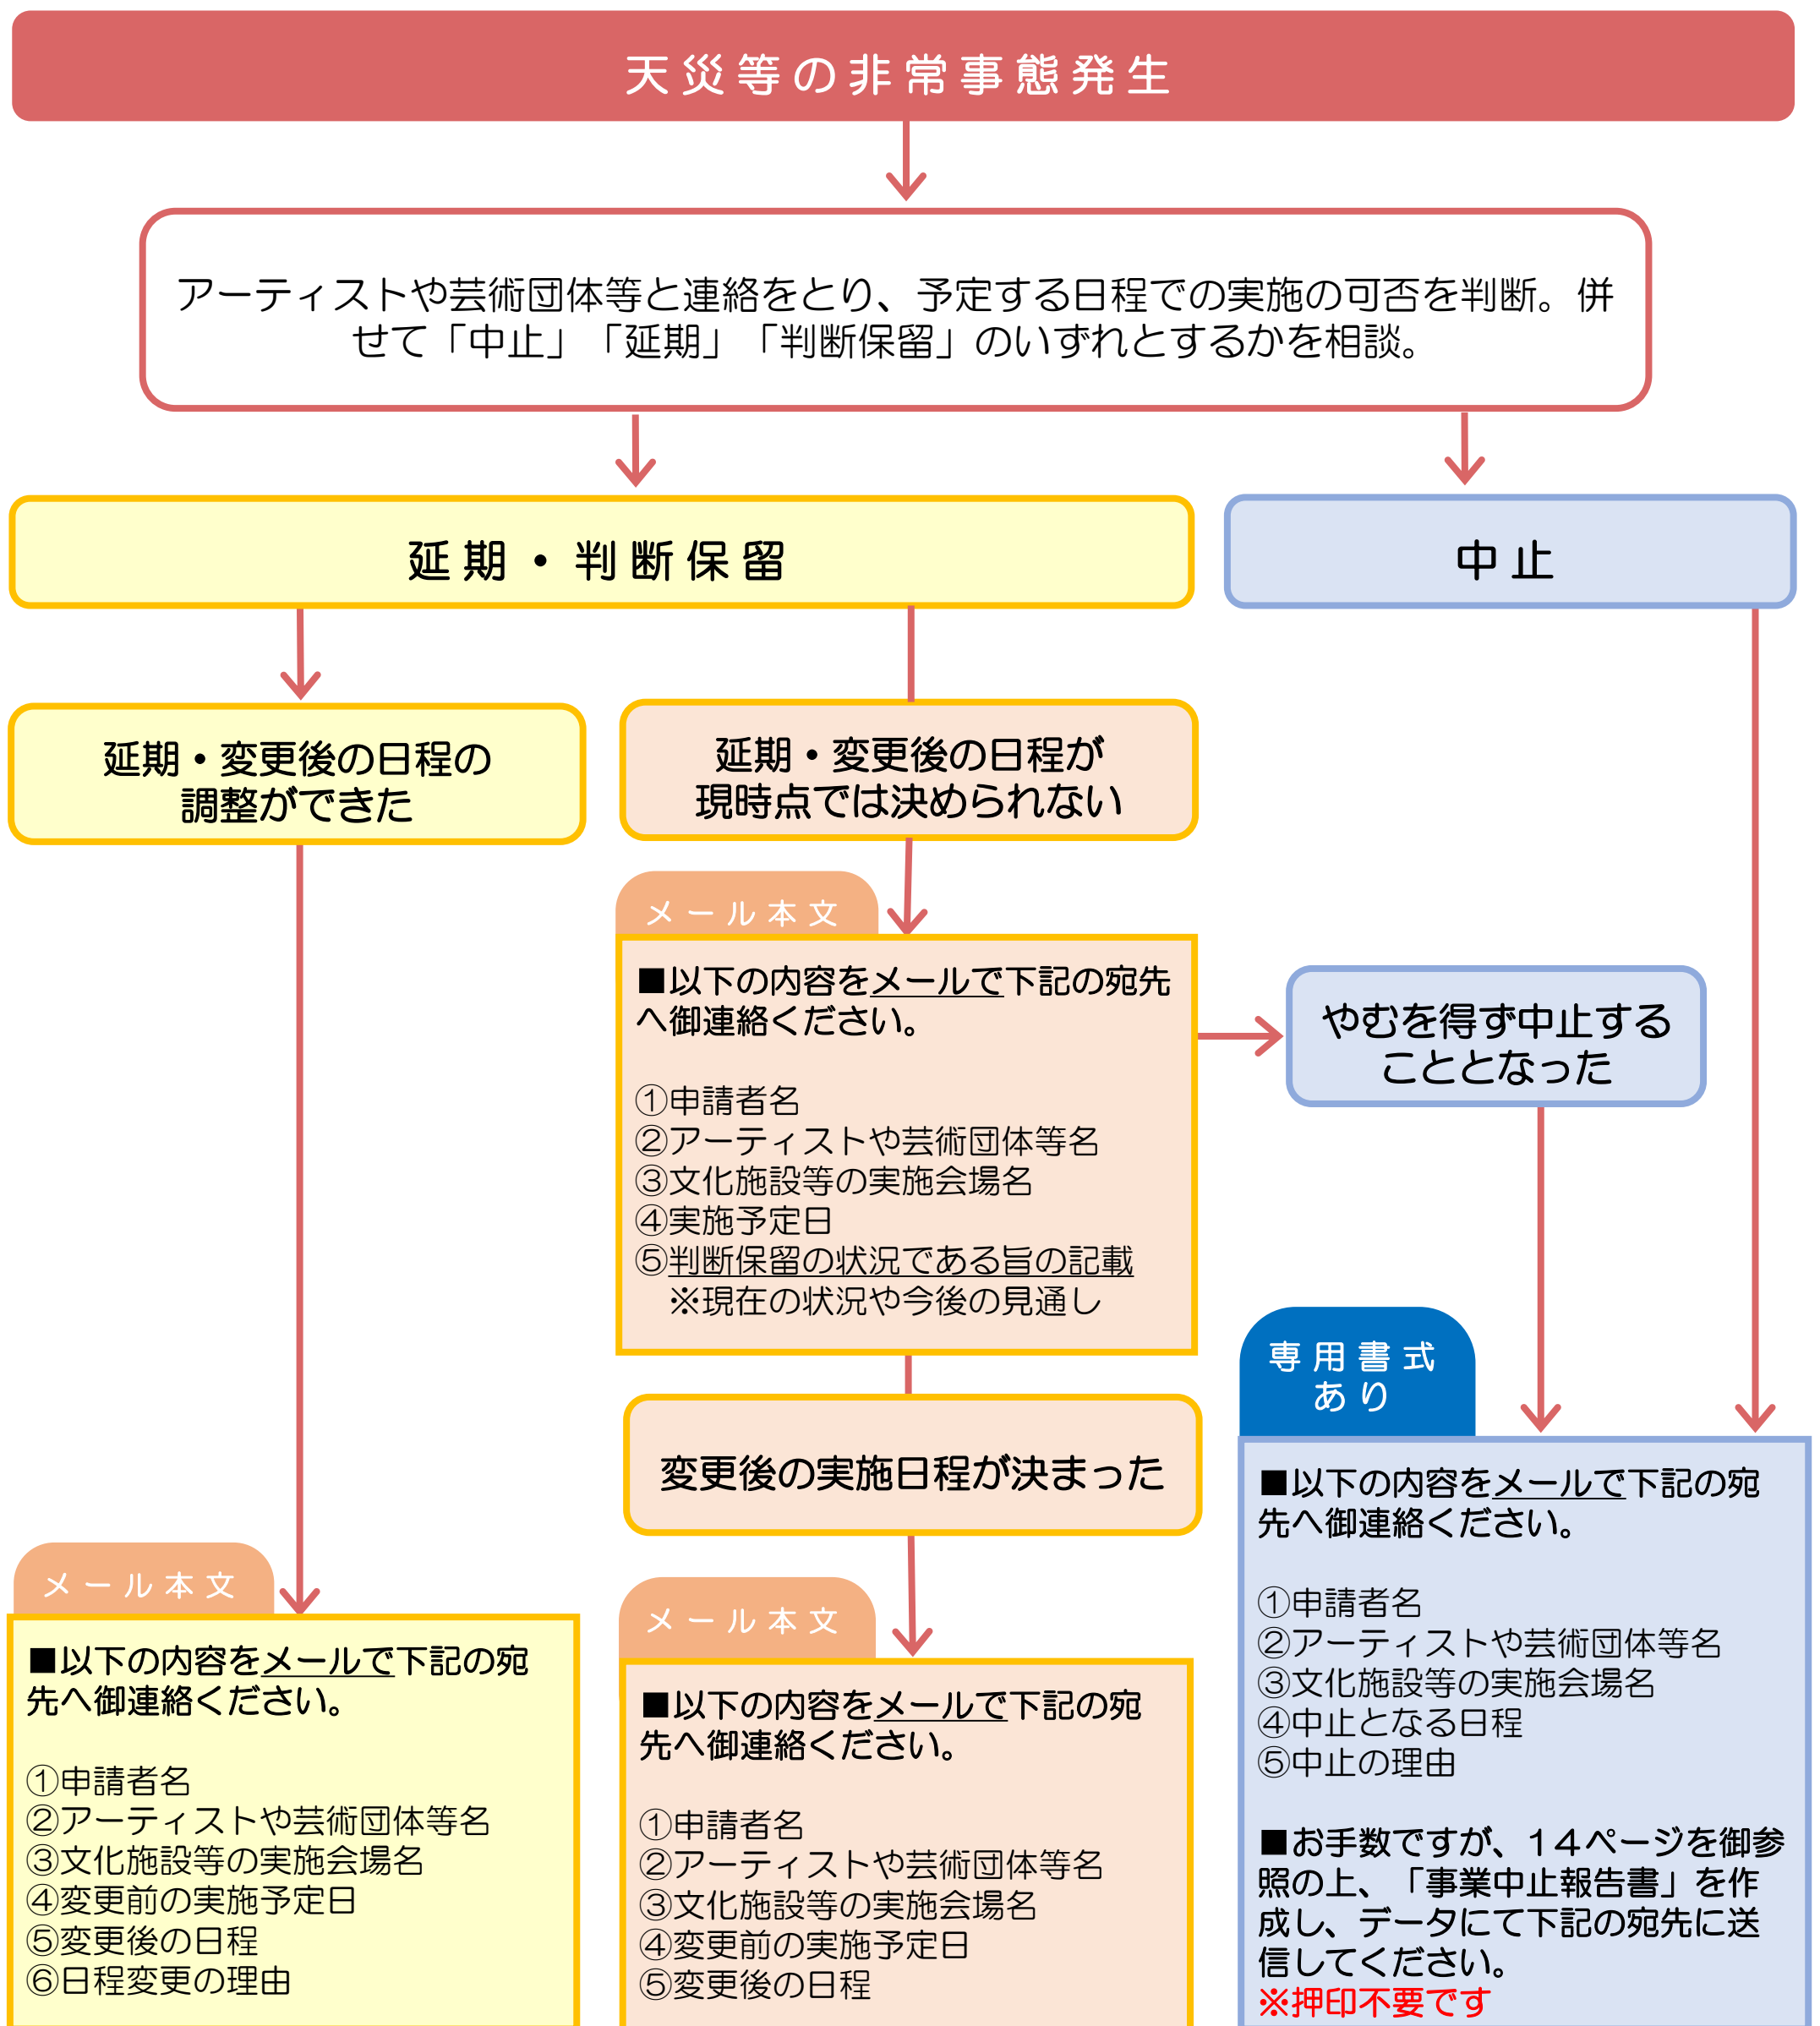 天災等の非常事態発生
アーティストや芸術団体等と連絡をとり、予定する日程での実施の可否を判断。併
せて「中止」「延期」「判断保留」のいずれとするかを相談。
延期・判断保留
中止
延期・変更後の日程の
調整ができた
延期・変更後の日程が
現時点では決められない
メール本文
■以下の内容をメールで下記の宛先
へ御連絡ください。
①申請者名
②アーティストや芸術団体等名
③文化施設等の実施会場名
④実施予定日
⑤判断保留の状況である旨の記載
※現在の状況や今後の見通し
やむを得ず中止する
こととなった
変更後の実施日程が決まった
専用書式
あり
■以下の内容をメールで下記の宛
先へ御連絡ください。
①申請者名
②アーティストや芸術団体等名
③文化施設等の実施会場名
④中止となる日程
⑤中止の理由
■お手数ですが、14ページを御参
照の上、「事業中止報告書」を作
成し、データにて下記の宛先に送
信してください。
※押印不要です
メール本文
■以下の内容をメールで下記の宛
先へ御連絡ください。
①申請者名
②アーティストや芸術団体等名
③文化施設等の実施会場名
④変更前の実施予定日
⑤変更後の日程
⑥日程変更の理由
メール本文
■以下の内容をメールで下記の宛
先へ御連絡ください。
①申請者名
②アーティストや芸術団体等名
③文化施設等の実施会場名
④変更前の実施予定日
⑤変更後の日程